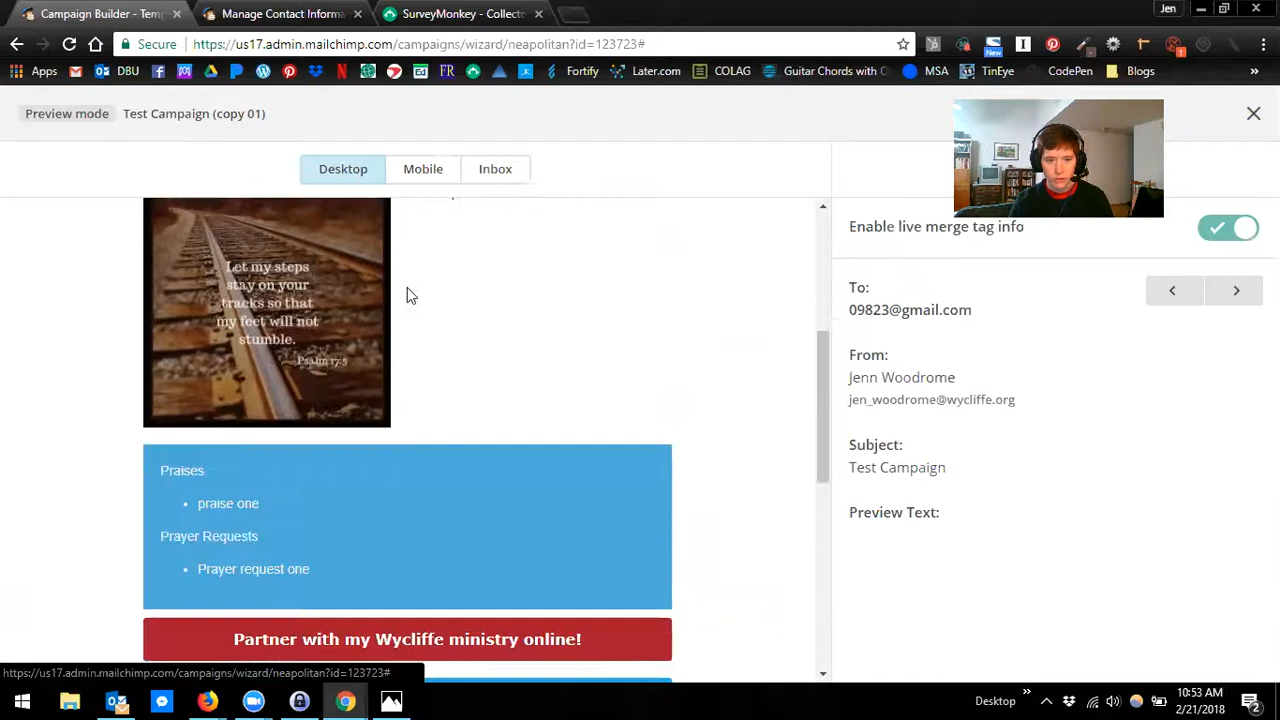 Campaign Builder - Temp
Manage Contact Informa
SurveyMonkey - Collecto
Jen
Secure
https://us17.admin.mailchimp.com/campaigns/wizard/neapolitan?id=123723#
New
Apps
DBU
Fortify
Later.com
COLAG
Guitar Chords with C
MSA
TinEye
CodePen
Blogs
»
Preview mode
Test Campaign (copy 01)
Desktop
Mobile
Inbox
Enable live merge tag info
To:
09823@gmail.com
From:
Jenn Woodrome
jen_woodrome@wycliffe.org
Subject:
Test Campaign
Preview Text:
Let my steps
stay on your
tracks so that
my feet will not
stumble.
Psalm 17:5
Praises
• praise one
Prayer Requests
• Prayer request one
Partner with my Wycliffe ministry online!
https://us17.admin.mailchimp.com/campaigns/wizard/neapolitan?id=123723#
Desktop
»
10:53 AM
2/21/2018
2